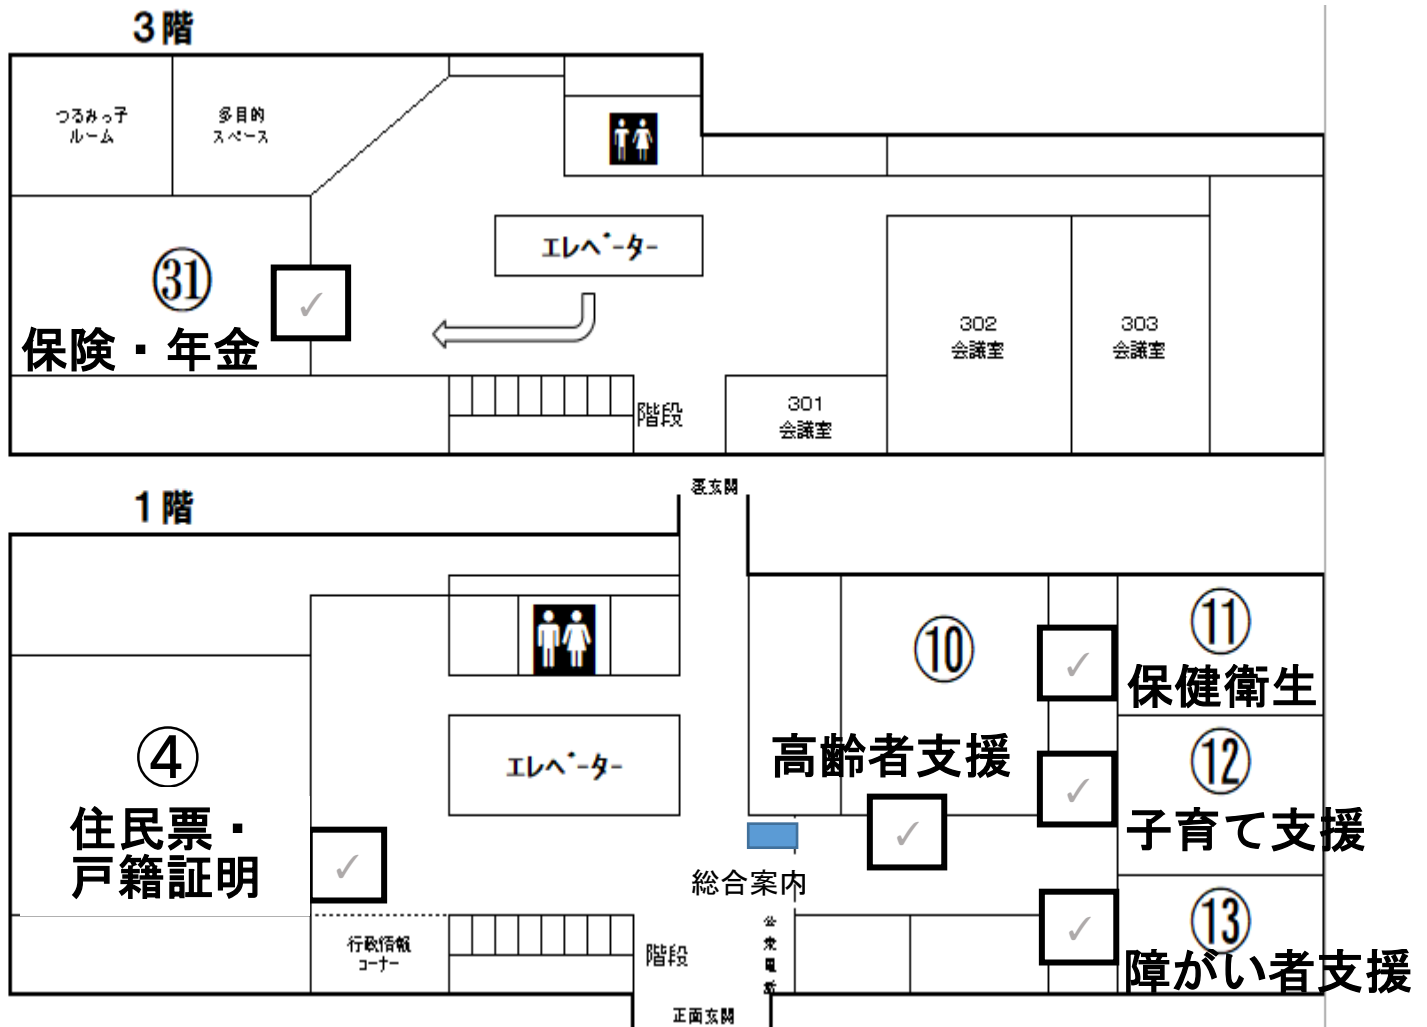 3階
つるみっ子
ルーム
多目的
スペース
エレベーター
㉛
✓
保険・年金
302
会議室
303
会議室
301
会議室
階段
裏玄関
1階
⑩
⑪
✓
保健衛生
④
エレベーター
高齢者支援
⑫
✓
子育て支援
住民票・
戸籍証明
✓
✓
総合案内
⑬
✓
障がい者支援
行政情報
コーナー
階段
公衆電話
正面玄関